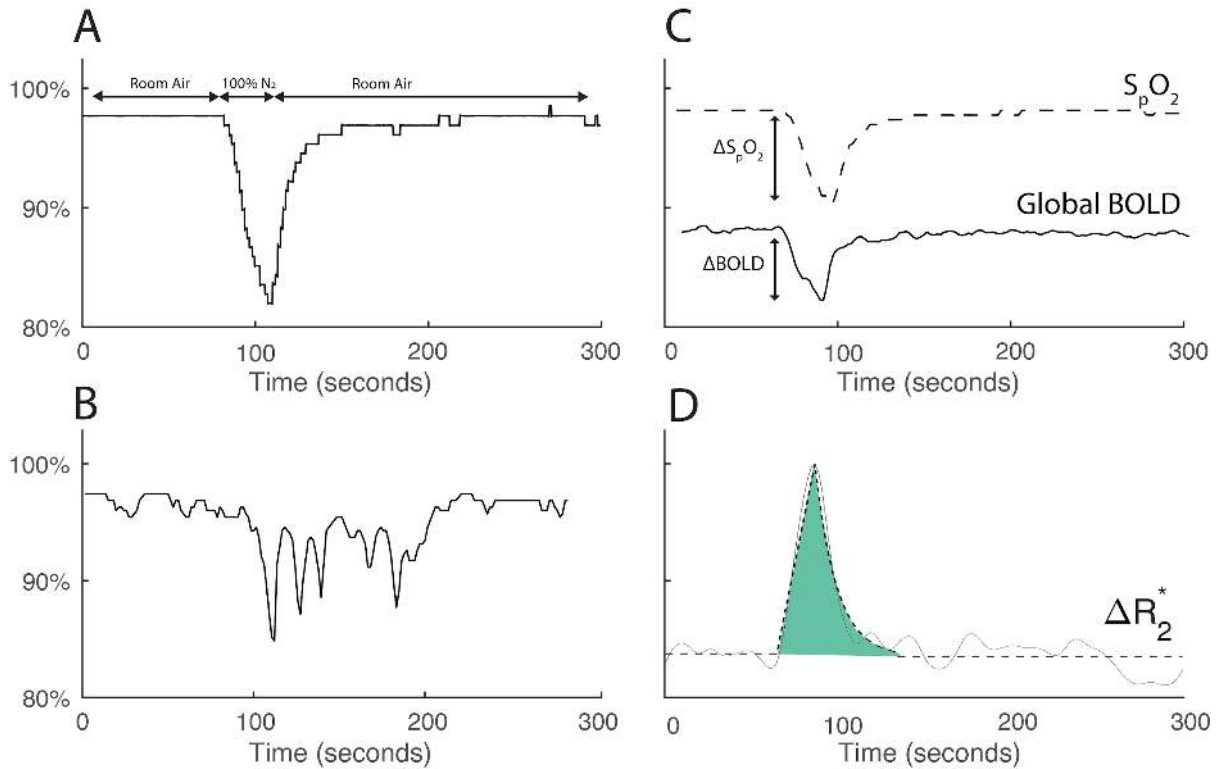 A
Room Air
100% N₂
Room Air
100%
90%
80%
0
100
200
300
Time (seconds)
B
100%
90%
80%
0
100
200
300
Time (seconds)
C
SpO₂
ΔSpO₂
Global BOLD
ΔBOLD
0
100
200
300
Time (seconds)
D
ΔR₂*
0
100
200
300
Time (seconds)